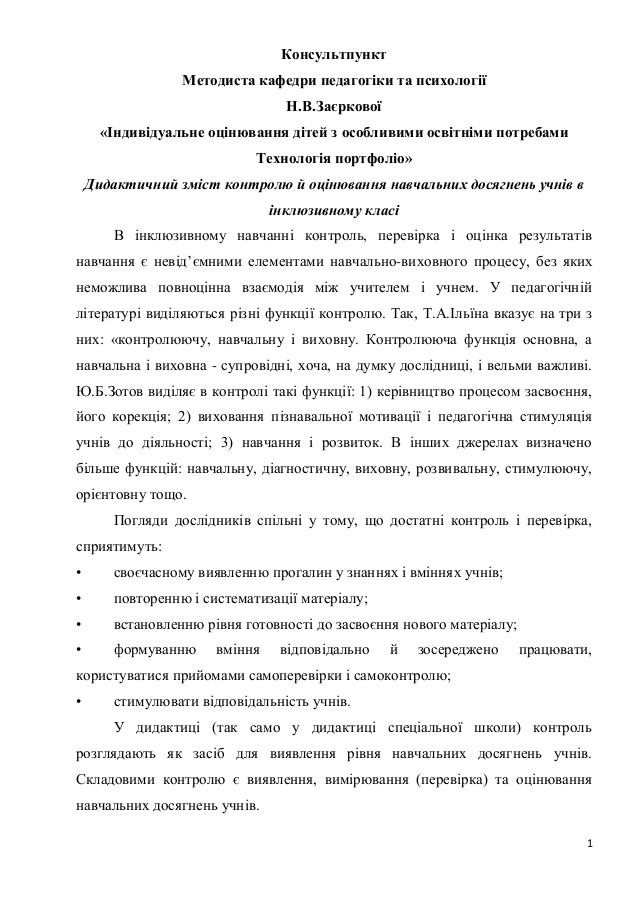 Консультпункт
Методиста кафедри педагогіки та психології
Н.В.Заєркової
«Індивідуальне оцінювання дітей з особливими освітніми потребами
Технологія портфоліо»
Дидактичний зміст контролю й оцінювання навчальних досягнень учнів в
інклюзивному класі
В інклюзивному навчанні контроль, перевірка і оцінка результатів
навчання є невід’ємними елементами навчально-виховного процесу, без яких
неможлива повноцінна взаємодія між учителем і учнем. У педагогічній
літературі виділяються різні функції контролю. Так, Т.А.Ільїна вказує на три з
них: «контролюючу, навчальну і виховну. Контролююча функція основна, а
навчальна і виховна - супровідні, хоча, на думку дослідниці, і вельми важливі.
Ю.Б.Зотов виділяє в контролі такі функції: 1) керівництво процесом засвоєння,
його корекція; 2) виховання пізнавальної мотивації і педагогічна стимуляція
учнів до діяльності; 3) навчання і розвиток. В інших джерелах визначено
більше функцій: навчальну, діагностичну, виховну, розвивальну, стимулюючу,
орієнтовну тощо.
Погляди дослідників спільні у тому, що достатні контроль і перевірка,
сприятимуть:
• своєчасному виявленню прогалин у знаннях і вміннях учнів;
• повторенню і систематизації матеріалу;
• встановленню рівня готовності до засвоєння нового матеріалу;
• формуванню вміння відповідально й зосереджено працювати,
користуватися прийомами самоперевірки і самоконтролю;
• стимулювати відповідальність учнів.
У дидактиці (так само у дидактиці спеціальної школи) контроль
розглядають як засіб для виявлення рівня навчальних досягнень учнів.
Складовими контролю є виявлення, вимірювання (перевірка) та оцінювання
навчальних досягнень учнів.
1